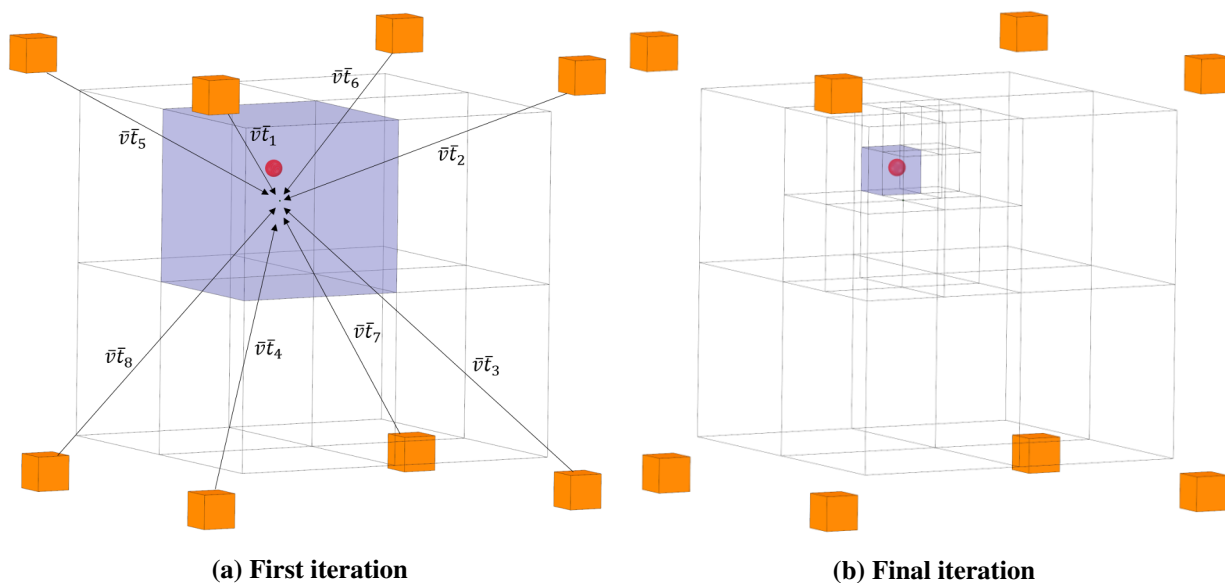 v̄t̄₆
v̄t̄₅
v̄t̄₁
v̄t̄₂
v̄t̄₈
v̄t̄₄
v̄t̄₇
v̄t̄₃
(a) First iteration
(b) Final iteration